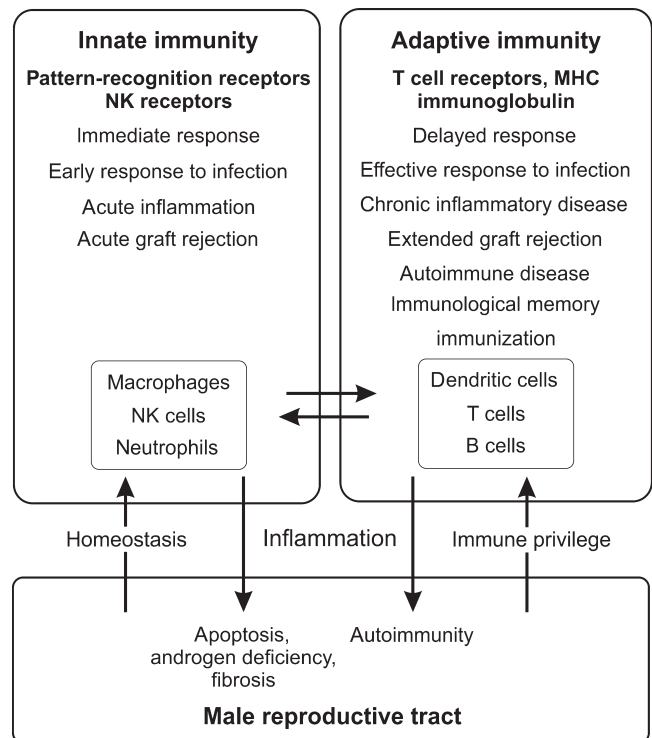 Innate immunity
Pattern-recognition receptors
NK receptors
Immediate response
Early response to infection
Acute inflammation
Acute graft rejection
Macrophages
NK cells
Neutrophils
Adaptive immunity
T cell receptors, MHC
immunoglobulin
Delayed response
Effective response to infection
Chronic inflammatory disease
Extended graft rejection
Autoimmune disease
Immunological memory
immunization
Dendritic cells
T cells
B cells
Homeostasis
Inflammation
Immune privilege
Apoptosis,
androgen deficiency,
fibrosis
Autoimmunity
Male reproductive tract